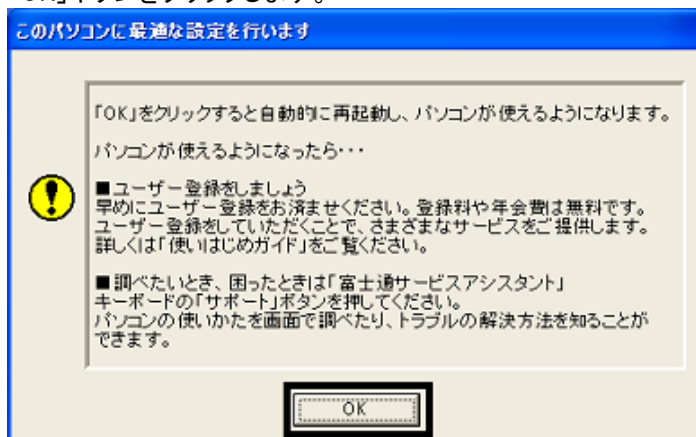 「OK」ボタンをクリックします。
このパソコンに最適な設定を行います
「OK」をクリックすると自動的に再起動し、パソコンが使えるようになります。
パソコンが使えるようになったら・・・
■ユーザー登録をしましょう
早めにユーザー登録をお済ませください。登録料や年会費は無料です。
ユーザー登録をしていただくことで、さまざまなサービスをご提供します。
詳しくは「使いはじめガイド」をご覧ください。
■調べたいとき、困ったときは「富士通サービスアシスタント」
キーボードの「サポート」ボタンを押してください。
パソコンの使いかたを画面で調べたり、トラブルの解決方法を知ることが
できます。
OK